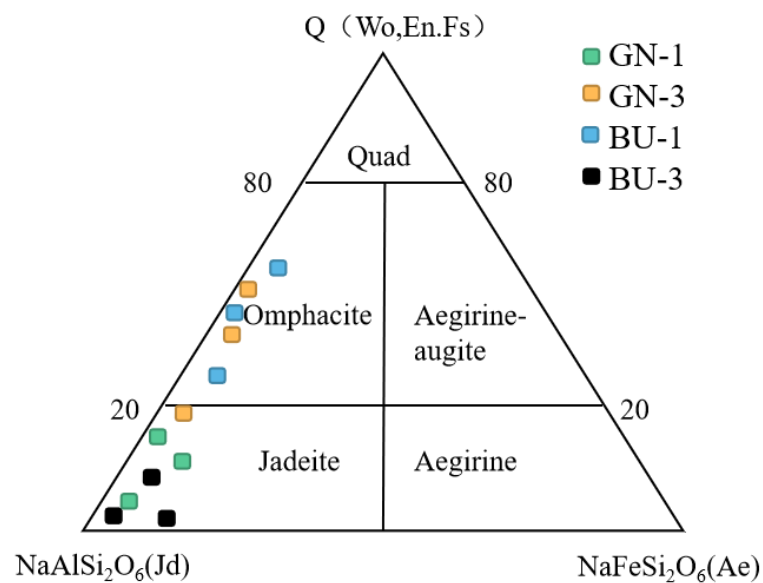 Q（Wo,En.Fs）
GN-1
GN-3
BU-1
BU-3
Quad
80
80
Omphacite
Aegirine-
augite
20
20
Jadeite
Aegirine
NaAlSi₂O₆(Jd)
NaFeSi₂O₆(Ae)